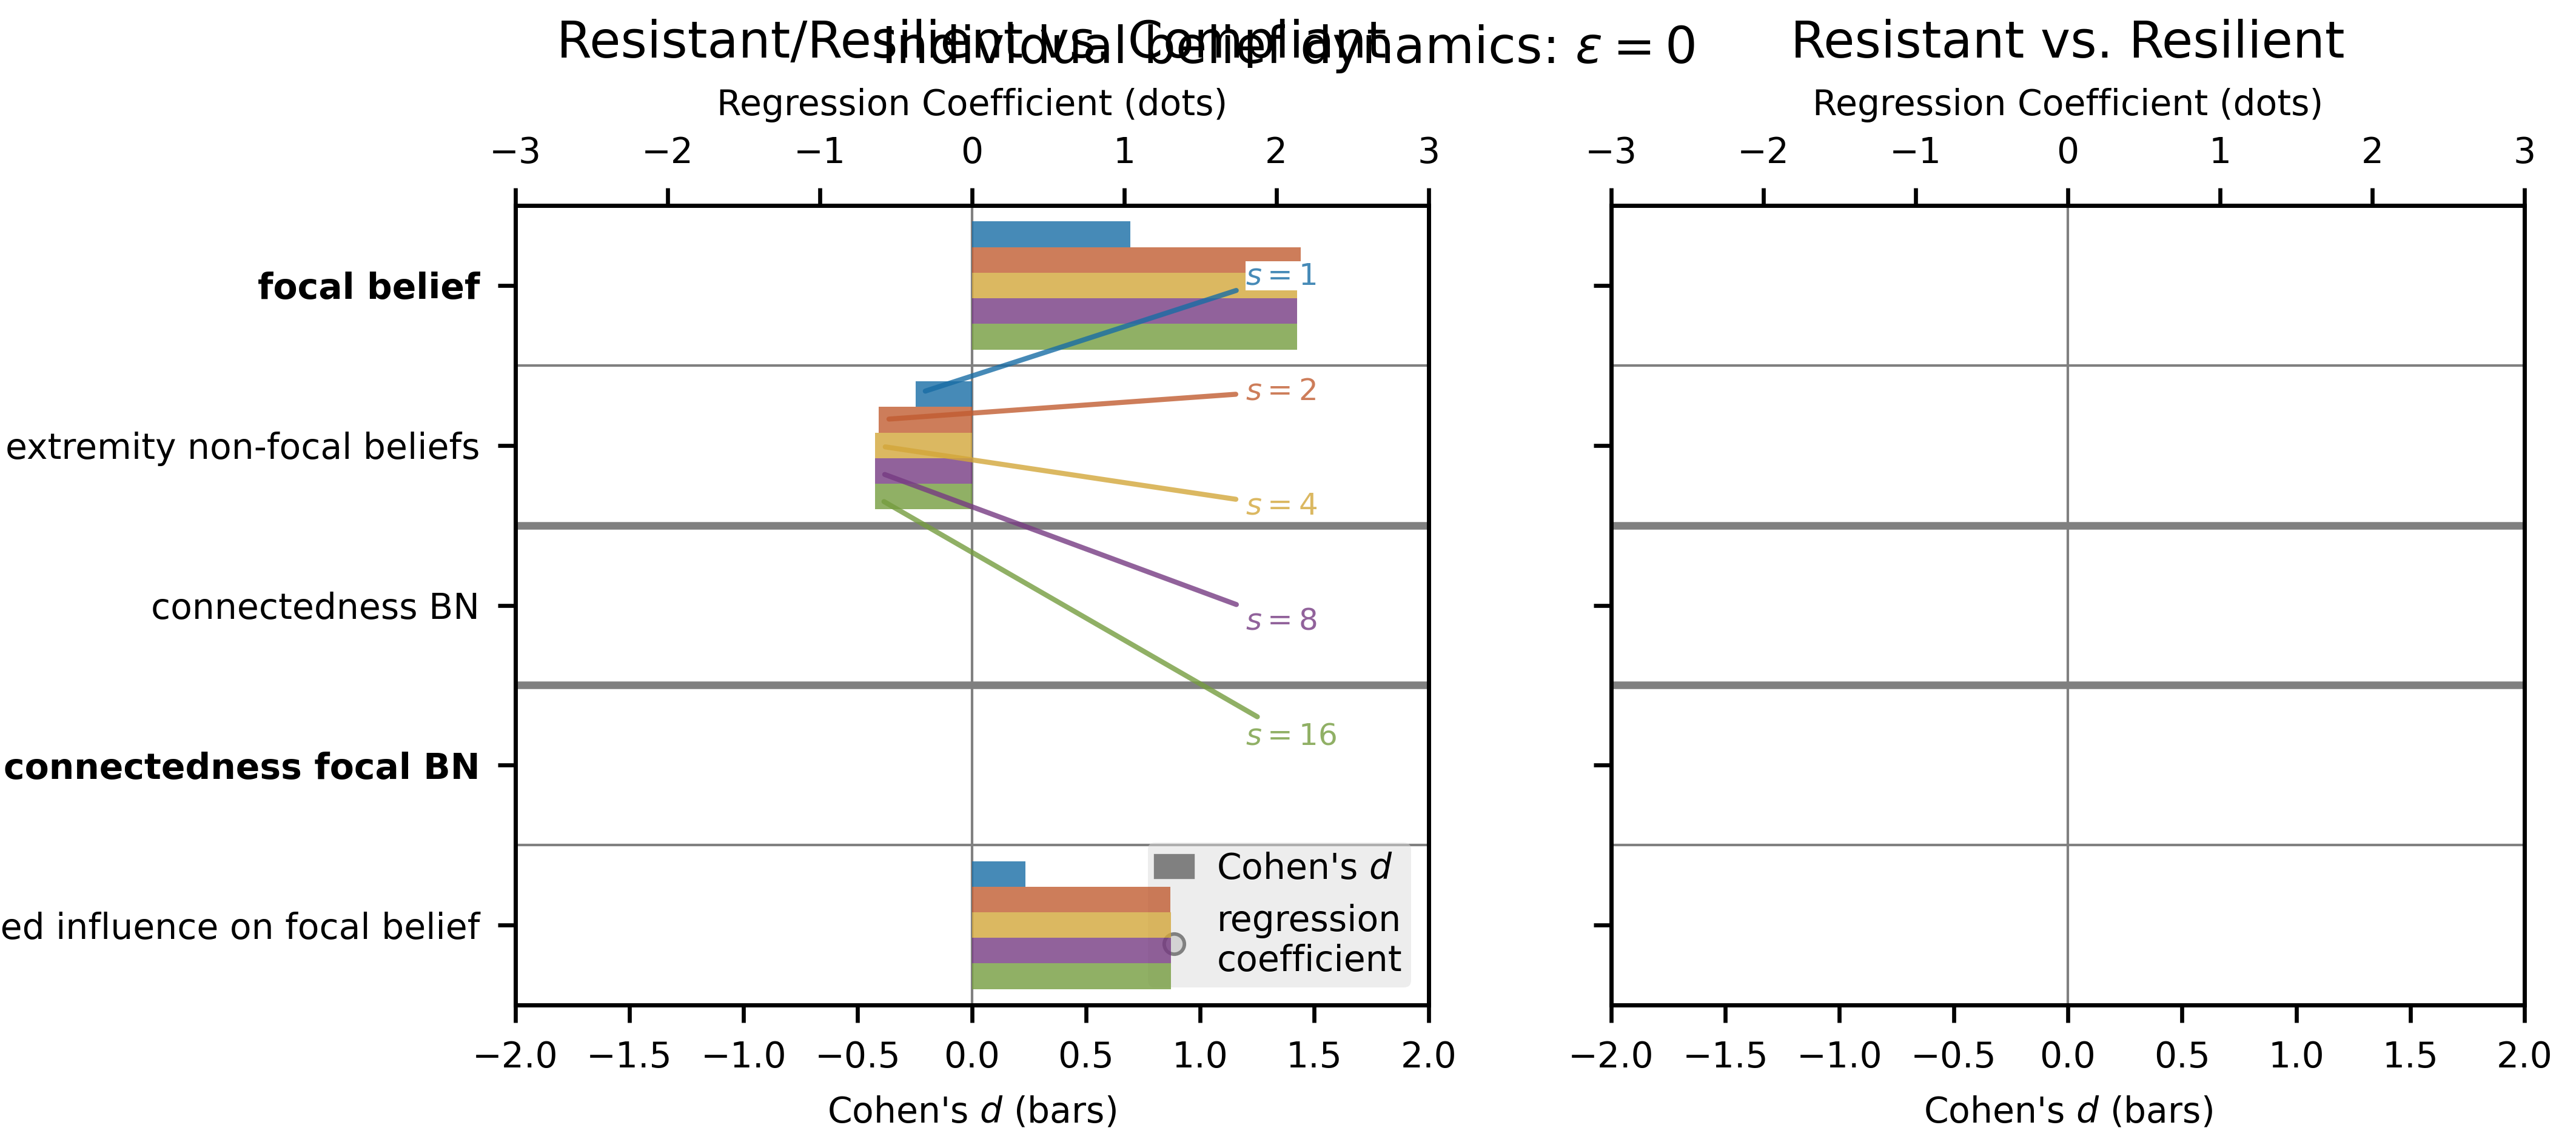 Resistant/Resilient vs. Compliant
Individual belief dynamics: ε = 0
Resistant vs. Resilient
Regression Coefficient (dots)
Regression Coefficient (dots)
−3 −2 −1 0 1 2 3
−3 −2 −1 0 1 2 3
focal belief
extremity non-focal beliefs
connectedness BN
connectedness focal BN
ed influence on focal belief
s = 1
s = 2
s = 4
s = 8
s = 16
Cohen's d
regression
coefficient
−2.0 −1.5 −1.0 −0.5 0.0 0.5 1.0 1.5 2.0
−2.0 −1.5 −1.0 −0.5 0.0 0.5 1.0 1.5 2.0
Cohen's d (bars)
Cohen's d (bars)